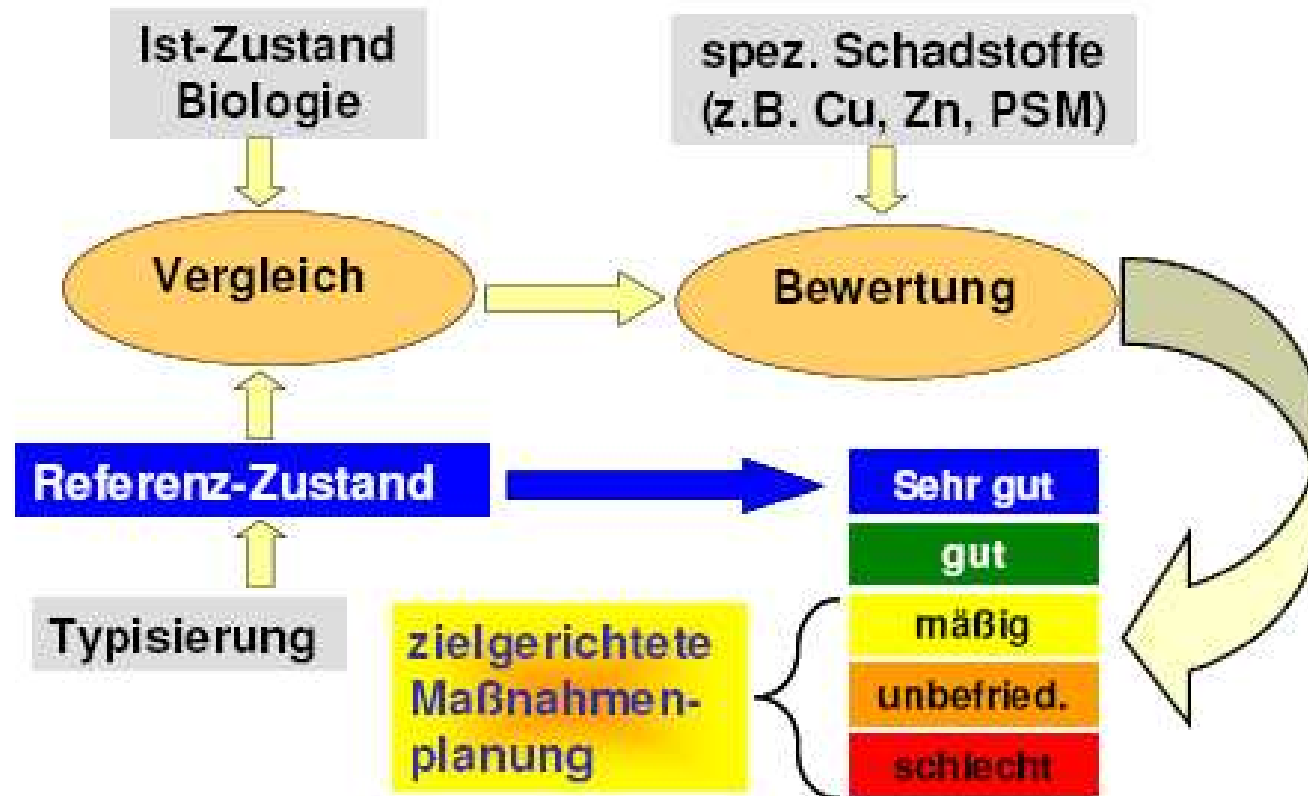 Ist-Zustand
Biologie
spez. Schadstoffe
(z.B. Cu, Zn, PSM)
Vergleich
Bewertung
Referenz-Zustand
Sehr gut
gut
Typisierung
zielgerichtete
Maßnahmen-
planung
mäßig
unbefried.
schlecht